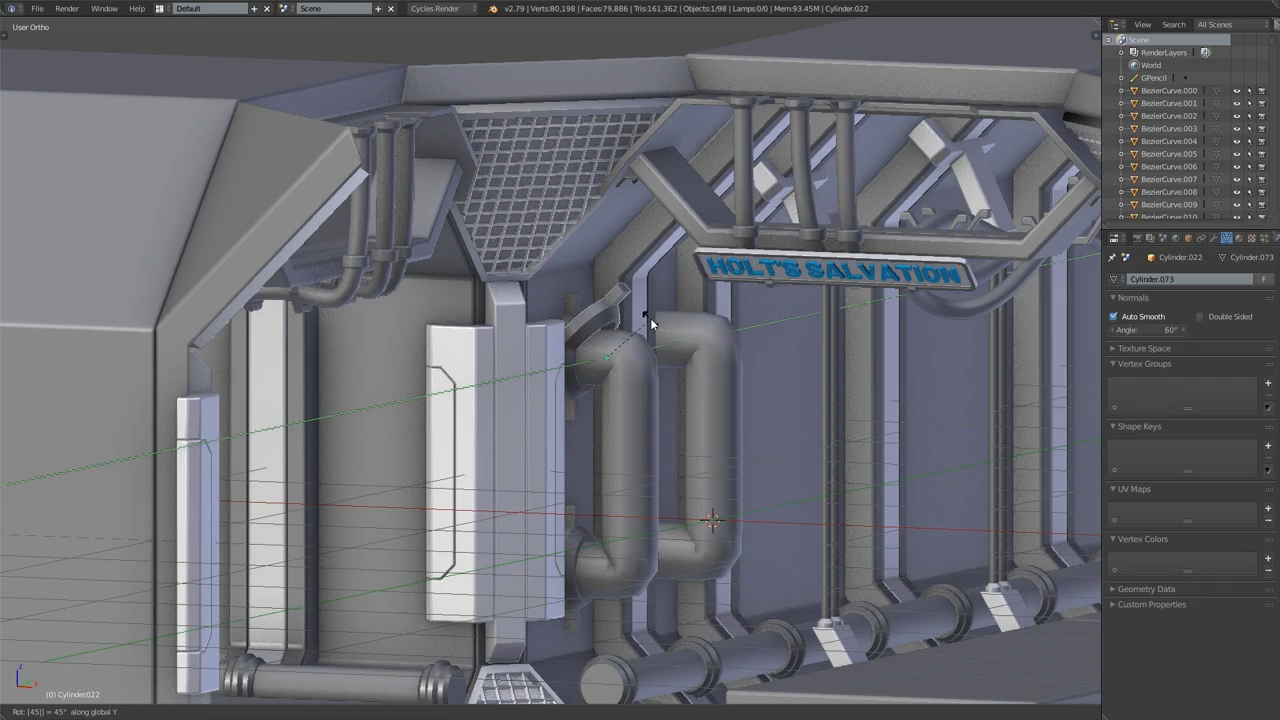 File Render Window Help Default Scene Cycles Render v2.79 | Verts:80,198 | Faces:79,886 | Tris:161,362 | Objects:1/98 | Lamps:0/0 | Mem:93.45M | Cylinder.022
User Ortho
View Search All Scenes
Scene
RenderLayers
World
GPencil
BezierCurve.000
BezierCurve.001
BezierCurve.002
BezierCurve.003
BezierCurve.004
BezierCurve.005
BezierCurve.006
BezierCurve.007
BezierCurve.008
BezierCurve.009
BezierCurve.010
Cylinder.022 Cylinder.073
Cylinder.073 F
Normals
Auto Smooth Double Sided
Angle: 60°
Texture Space
Vertex Groups
Shape Keys
UV Maps
Vertex Colors
Geometry Data
Custom Properties
HOLT'S SALVATION
z
x
(0) Cylinder.022
Rot: [45|] = 45° along global Y